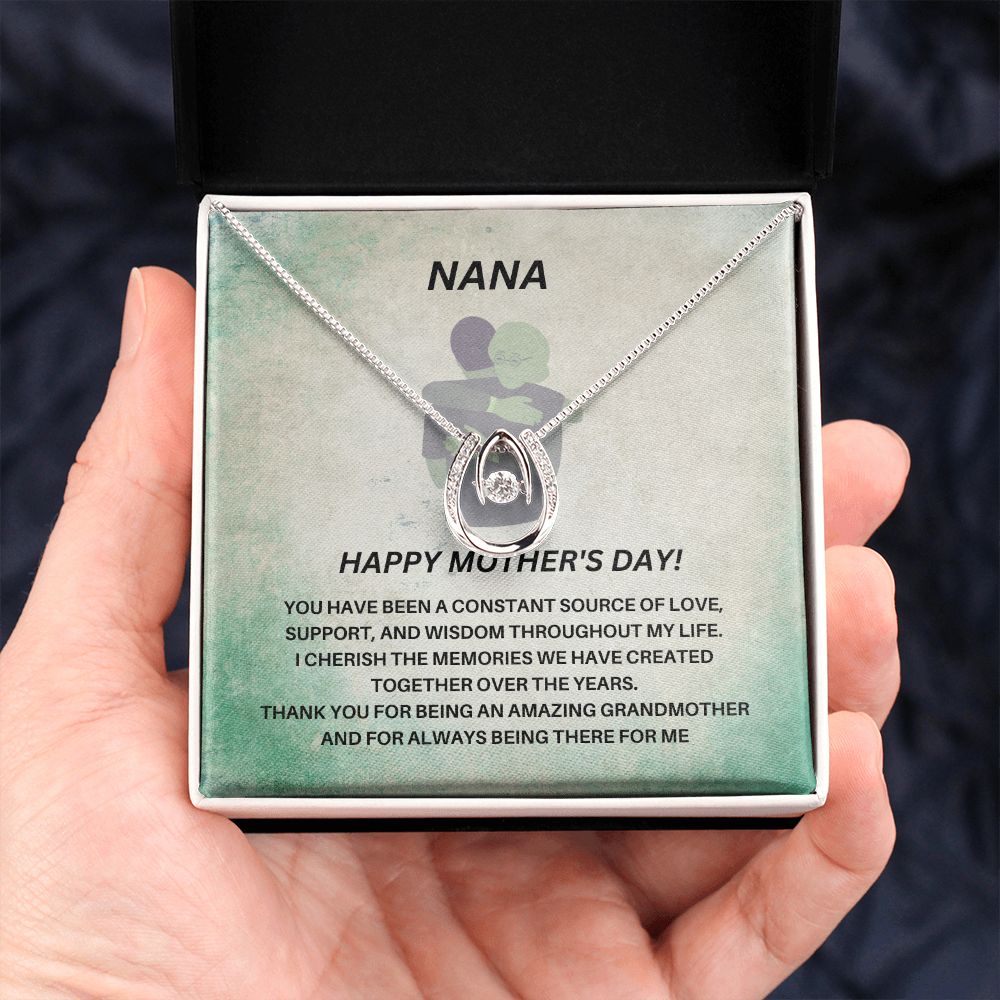 NANA
HAPPY MOTHER'S DAY!
YOU HAVE BEEN A CONSTANT SOURCE OF LOVE,
SUPPORT, AND WISDOM THROUGHOUT MY LIFE.
I CHERISH THE MEMORIES WE HAVE CREATED
TOGETHER OVER THE YEARS.
THANK YOU FOR BEING AN AMAZING GRANDMOTHER
AND FOR ALWAYS BEING THERE FOR ME